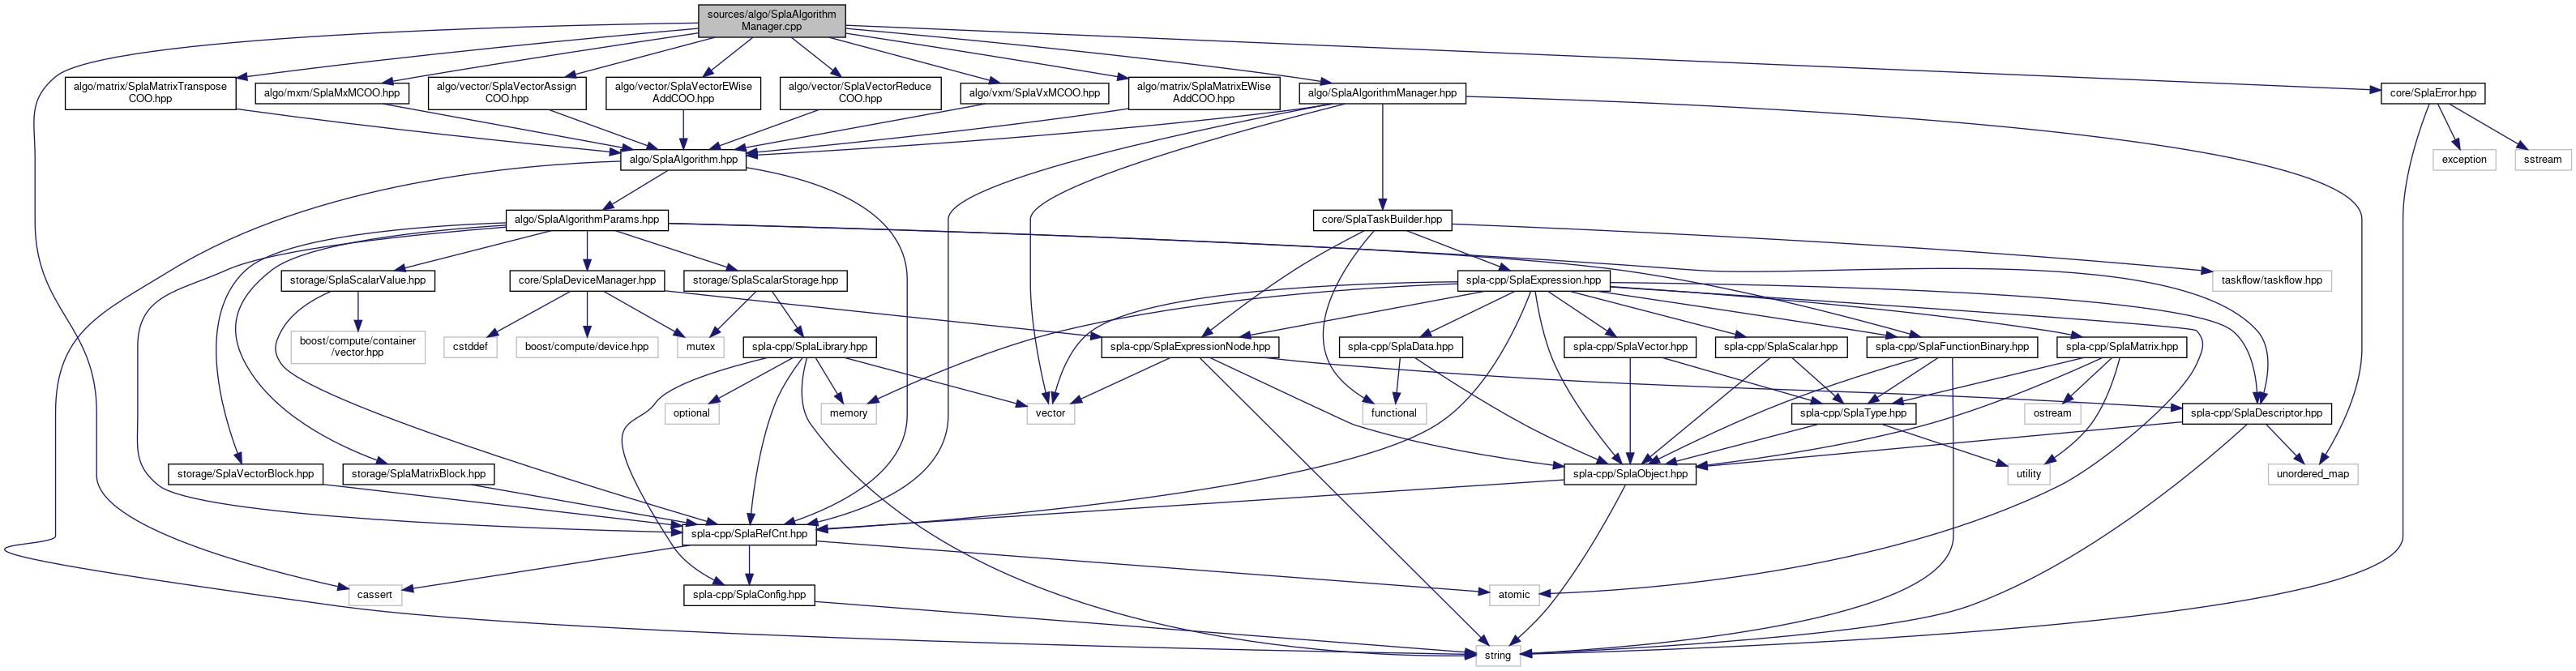 sources/algo/SplaAlgorithm
Manager.cpp
algo/matrix/SplaMatrixTranspose
COO.hpp
algo/mxm/SplaMxMCOO.hpp
algo/vector/SplaVectorAssign
COO.hpp
algo/vector/SplaVectorEWise
AddCOO.hpp
algo/vector/SplaVectorReduce
COO.hpp
algo/vxm/SplaVxMCOO.hpp
algo/matrix/SplaMatrixEWise
AddCOO.hpp
algo/SplaAlgorithmManager.hpp
core/SplaError.hpp
algo/SplaAlgorithm.hpp
exception
sstream
algo/SplaAlgorithmParams.hpp
core/SplaTaskBuilder.hpp
storage/SplaScalarValue.hpp
core/SplaDeviceManager.hpp
storage/SplaScalarStorage.hpp
spla-cpp/SplaExpression.hpp
taskflow/taskflow.hpp
boost/compute/container
/vector.hpp
cstddef
boost/compute/device.hpp
mutex
spla-cpp/SplaLibrary.hpp
spla-cpp/SplaExpressionNode.hpp
spla-cpp/SplaData.hpp
spla-cpp/SplaVector.hpp
spla-cpp/SplaScalar.hpp
spla-cpp/SplaFunctionBinary.hpp
spla-cpp/SplaMatrix.hpp
optional
memory
vector
functional
spla-cpp/SplaType.hpp
ostream
spla-cpp/SplaDescriptor.hpp
storage/SplaVectorBlock.hpp
storage/SplaMatrixBlock.hpp
spla-cpp/SplaObject.hpp
utility
unordered_map
spla-cpp/SplaRefCnt.hpp
cassert
spla-cpp/SplaConfig.hpp
atomic
string